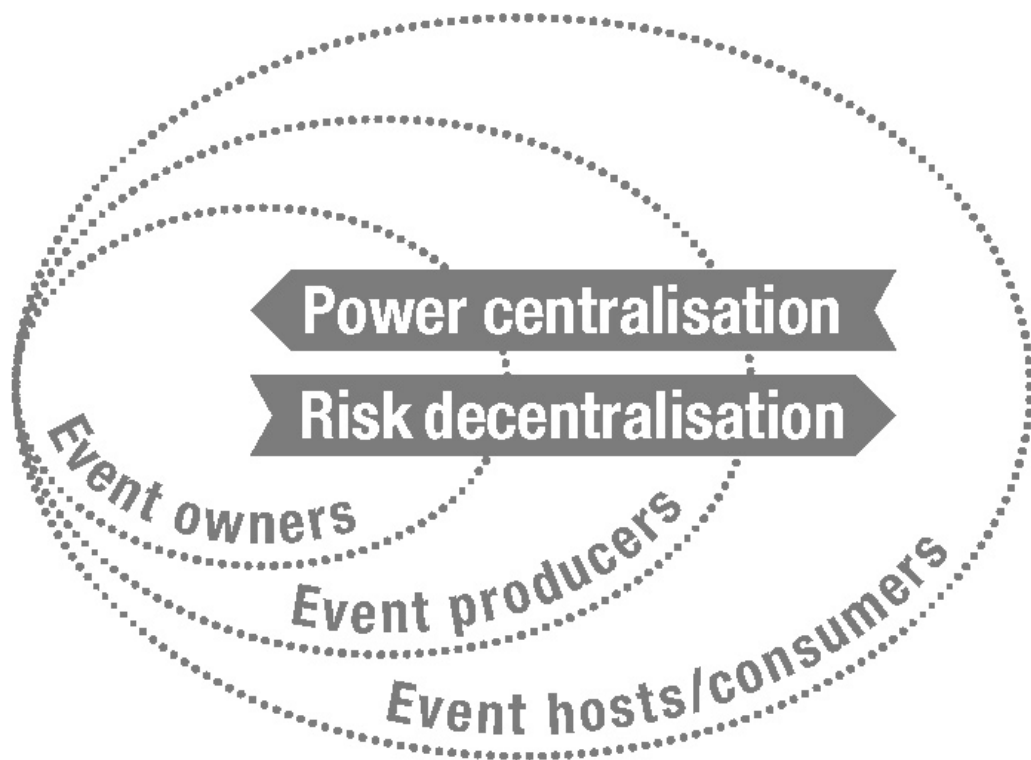 Power centralisation
Risk decentralisation
Event owners
Event producers
Event hosts/consumers